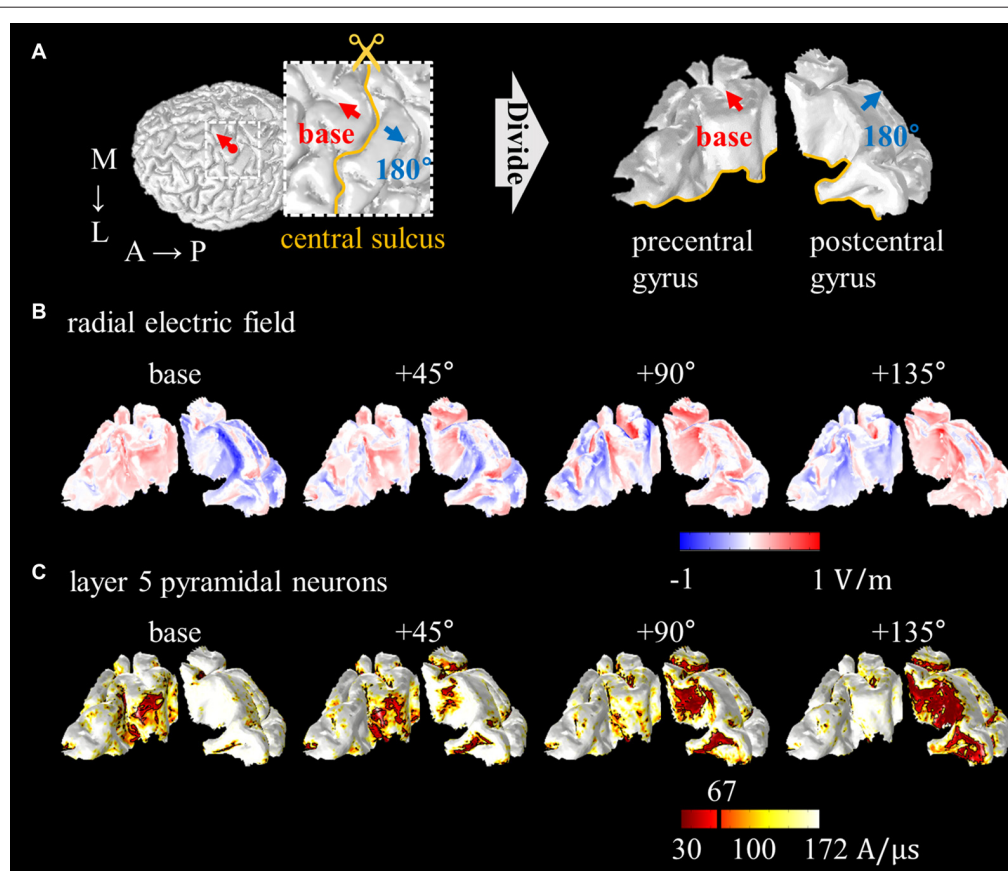 A
base
180°
M
↓
L
A → P
central sulcus
Divide
base
180°
precentral
gyrus
postcentral
gyrus
B
radial electric field
base
+45°
+90°
+135°
-1
1 V/m
C
layer 5 pyramidal neurons
base
+45°
+90°
+135°
67
30 100 172 A/μs